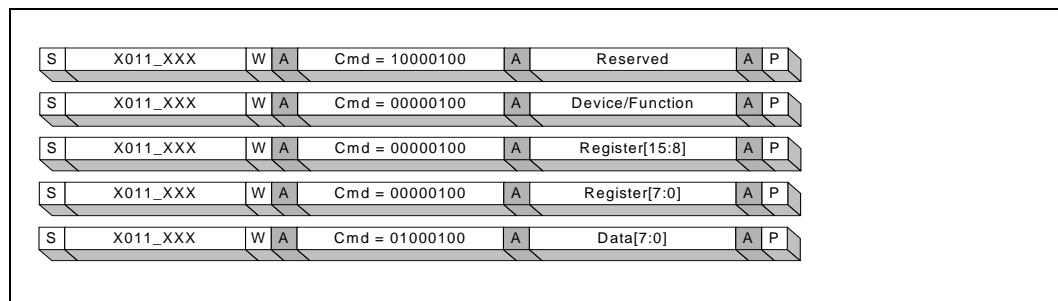 S X011_XXX W A Cmd = 10000100 A Reserved A P
S X011_XXX W A Cmd = 00000100 A Device/Function A P
S X011_XXX W A Cmd = 00000100 A Register[15:8] A P
S X011_XXX W A Cmd = 00000100 A Register[7:0] A P
S X011_XXX W A Cmd = 01000100 A Data[7:0] A P